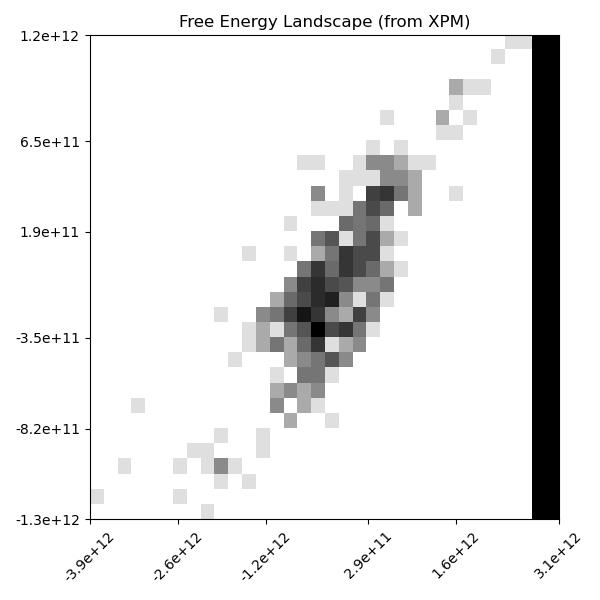 Free Energy Landscape (from XPM)
1.2e+12
6.5e+11
1.9e+11
-3.5e+11
-8.2e+11
-1.3e+12
-3.9e+12
-2.6e+12
-1.2e+12
2.9e+11
1.6e+12
3.1e+12